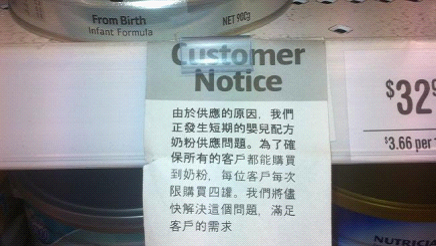 From Birth
Infant Formula
NET 900g
Customer
Notice
由於供應的原因，我們
正發生短期的嬰兒配方
奶粉供應問題。為了確
保所有的客戶都能購買
到奶粉，每位客戶每次
限購買四罐。我們將儘
快解決這個問題，滿足
客戶的需求
$32
$3.66 per
NUTRICI